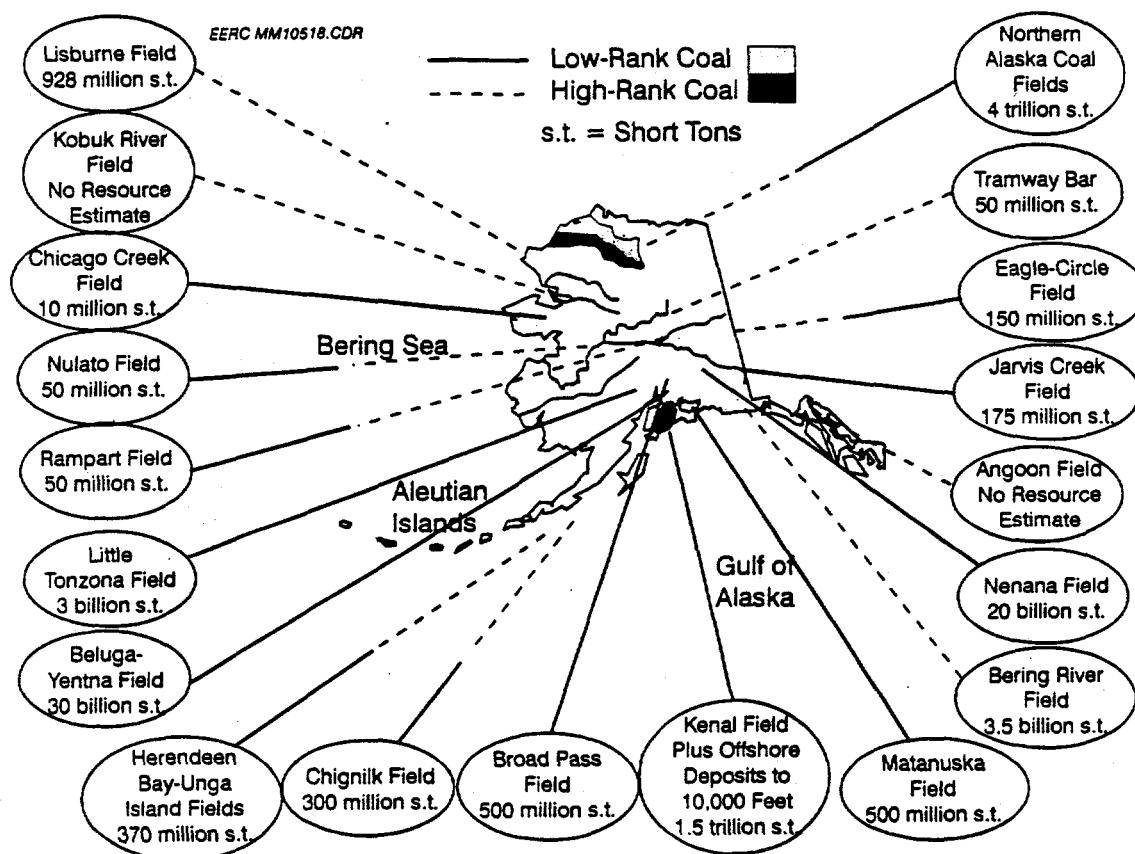 EERC MM10518.CDR
Low-Rank Coal
High-Rank Coal
s.t. = Short Tons
Lisburne Field
928 million s.t.
Kobuk River
Field
No Resource
Estimate
Chicago Creek
Field
10 million s.t.
Nulato Field
50 million s.t.
Rampart Field
50 million s.t.
Little
Tonzona Field
3 billion s.t.
Beluga-
Yentna Field
30 billion s.t.
Herendeen
Bay-Unga
Island Fields
370 million s.t.
Chignilk Field
300 million s.t.
Broad Pass
Field
500 million s.t.
Kenal Field
Plus Offshore
Deposits to
10,000 Feet
1.5 trillion s.t.
Matanuska
Field
500 million s.t.
Bering River
Field
3.5 billion s.t.
Nenana Field
20 billion s.t.
Angoon Field
No Resource
Estimate
Jarvis Creek
Field
175 million s.t.
Eagle-Circle
Field
150 million s.t.
Tramway Bar
50 million s.t.
Northern
Alaska Coal
Fields
4 trillion s.t.
Bering Sea
Aleutian
Islands
Gulf of
Alaska